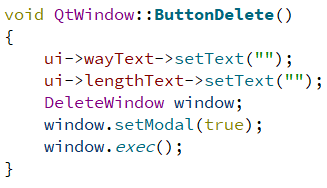 void QtWindow::ButtonDelete()
{
    ui->wayText->setText("");
    ui->lengthText->setText("");
    DeleteWindow window;
    window.setModal(true);
    window.exec();
}